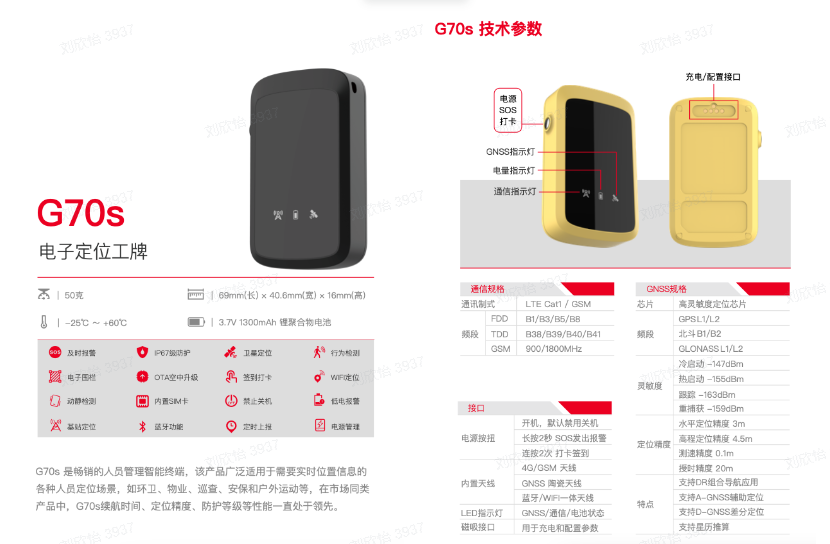 G70s
电子定位工牌
50克
69mm(长) × 40.6mm(宽) × 16mm(高)
-25℃ ～ +60℃
3.7V 1300mAh 锂聚合物电池
SOS 及时报警
IP67级防护
卫星定位
行为检测
电子围栏
OTA空中升级
签到打卡
WIFI定位
动静检测
内置SIM卡
禁止关机
低电报警
基站定位
蓝牙功能
定时上报
电源管理
G70s 是畅销的人员管理智能终端，该产品广泛适用于需要实时位置信息的
各种人员定位场景，如环卫、物业、巡查、安保和户外运动等，在市场同类
产品中，G70s续航时间、定位精度、防护等级等性能一直处于领先。
G70s 技术参数
充电/配置接口
电源
SOS
打卡
GNSS指示灯
电量指示灯
通信指示灯
通信规格
通讯制式 LTE Cat1 / GSM
频段
FDD B1/B3/B5/B8
TDD B38/B39/B40/B41
GSM 900/1800MHz
接口
电源按扭
开机，默认禁用关机
长按2秒 SOS发出报警
连按2次 打卡签到
内置天线
4G/GSM 天线
GNSS 陶瓷天线
蓝牙/WIFI一体天线
LED指示灯 GNSS/通信/电池状态
磁吸接口 用于充电和配置参数
GNSS规格
芯片 高灵敏度定位芯片
频段
GPS L1/L2
北斗 B1/B2
GLONASS L1/L2
灵敏度
冷启动 -147dBm
热启动 -155dBm
跟踪 -163dBm
重捕获 -159dBm
定位精度
水平定位精度 3m
高程定位精度 4.5m
测速精度 0.1m
授时精度 20m
特点
支持DR组合导航应用
支持A-GNSS辅助定位
支持D-GNSS差分定位
支持星历推算
刘欣怡 3937